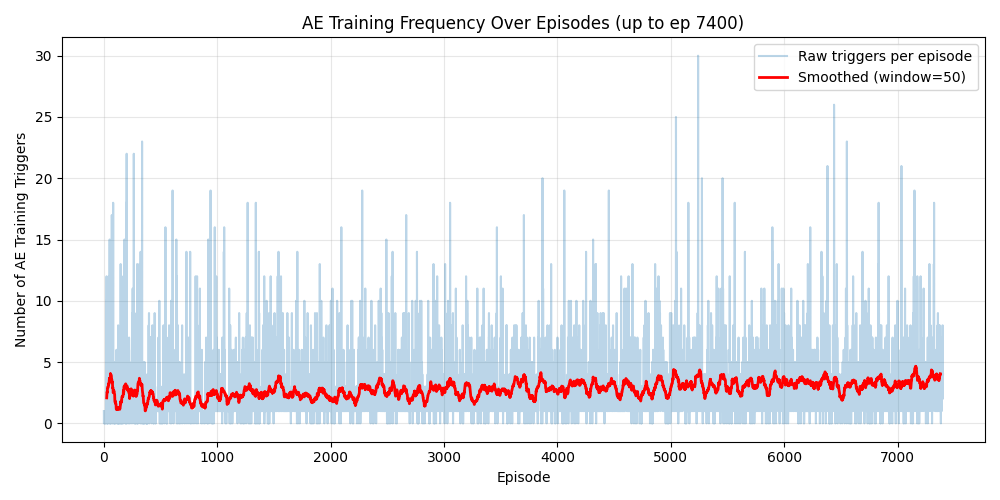 AE Training Frequency Over Episodes (up to ep 7400)
Raw triggers per episode
Smoothed (window=50)
Number of AE Training Triggers
30
25
20
15
10
5
0
0 1000 2000 3000 4000 5000 6000 7000
Episode